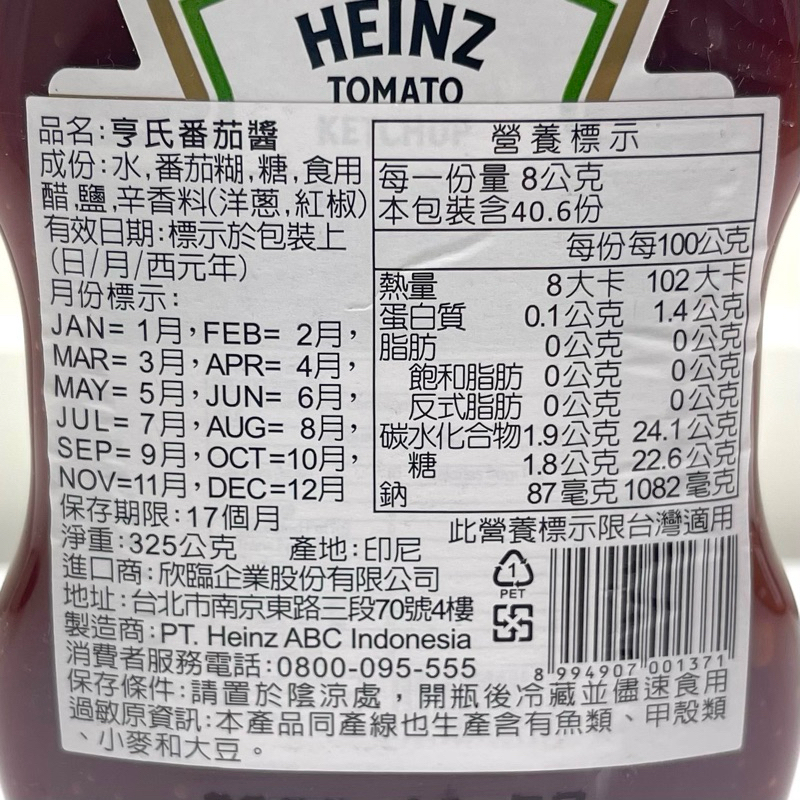 HEINZ
TOMATO
KETCHUP
品名:亨氏番茄醬
成份:水,番茄糊,糖,食用
醋,鹽,辛香料(洋蔥,紅椒)
有效日期:標示於包裝上
(日/月/西元年)
月份標示:
JAN= 1月,FEB= 2月,
MAR= 3月,APR= 4月,
MAY= 5月,JUN= 6月,
JUL= 7月,AUG= 8月,
SEP= 9月,OCT=10月,
NOV=11月,DEC=12月
保存期限:17個月
淨重:325公克 產地:印尼
進口商:欣臨企業股份有限公司
地址:台北市南京東路三段70號4樓
製造商:PT. Heinz ABC Indonesia
消費者服務電話:0800-095-555
保存條件:請置於陰涼處,開瓶後冷藏並儘速食用
過敏原資訊:本產品同產線也生產含有魚類、甲殼類
、小麥和大豆。
營養標示
每一份量 8公克
本包裝含40.6份
每份 每100公克
熱量 8大卡 102大卡
蛋白質 0.1公克 1.4公克
脂肪 0公克 0公克
飽和脂肪 0公克 0公克
反式脂肪 0公克 0公克
碳水化合物 1.9公克 24.1公克
糖 1.8公克 22.6公克
鈉 87毫克 1082毫克
此營養標示限台灣適用
1
PET
8 994907 001371